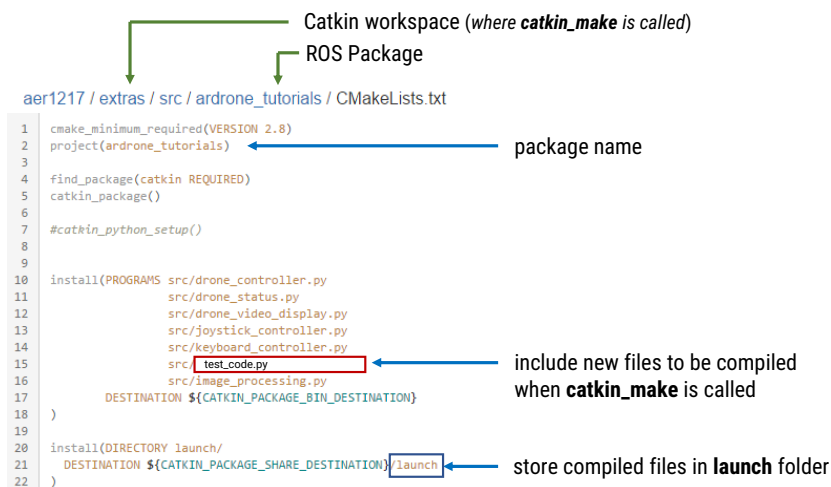 Catkin workspace (where catkin_make is called)
ROS Package
aer1217 / extras / src / ardrone_tutorials / CMakeLists.txt
1 cmake_minimum_required(VERSION 2.8)
2 project(ardrone_tutorials)
package name
3
4 find_package(catkin REQUIRED)
5 catkin_package()
6
7 #catkin_python_setup()
8
9
10 install(PROGRAMS src/drone_controller.py
11 src/drone_status.py
12 src/drone_video_display.py
13 src/joystick_controller.py
14 src/keyboard_controller.py
15 src/ test_code.py
include new files to be compiled
when catkin_make is called
16 src/image_processing.py
17 DESTINATION ${CATKIN_PACKAGE_BIN_DESTINATION}
18 )
19
20 install(DIRECTORY launch/
21 DESTINATION ${CATKIN_PACKAGE_SHARE_DESTINATION}/launch
store compiled files in launch folder
22 )